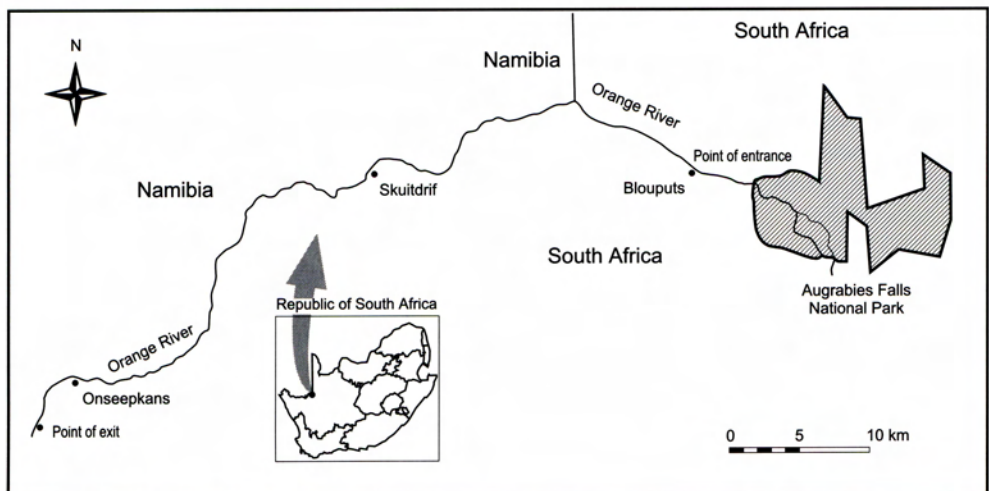 N
South Africa
Namibia
Orange River
Point of entrance
Namibia
Skuitdrif
Blouputs
South Africa
Augrabies Falls
National Park
Republic of South Africa
Orange River
Onseepkans
Point of exit
0 5 10 km